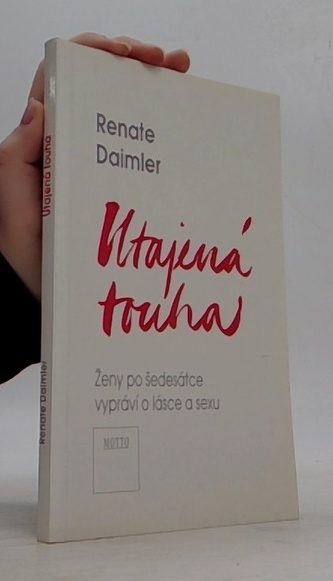 Renate
Daimler
Utajená
touha
Ženy po šedesátce
vypráví o lásce a sexu
MOTTO
Renate Daimler
Utajená touha